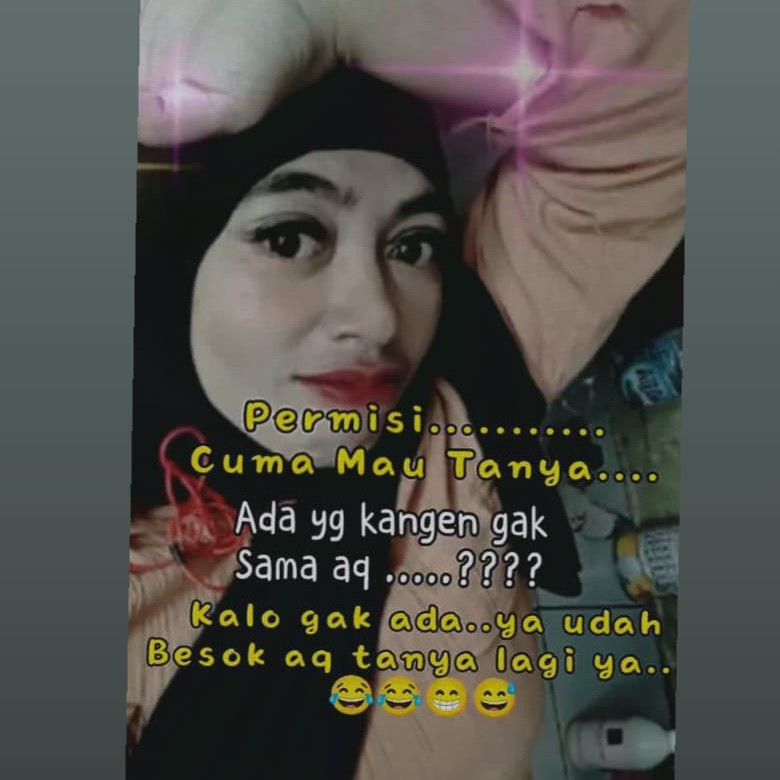 Permisi...........
Cuma Mau Tanya....
Ada yg kangen gak
Sama aq .....????
Kalo gak ada..ya udah
Besok aq tanya lagi ya..
😂😂😁😅